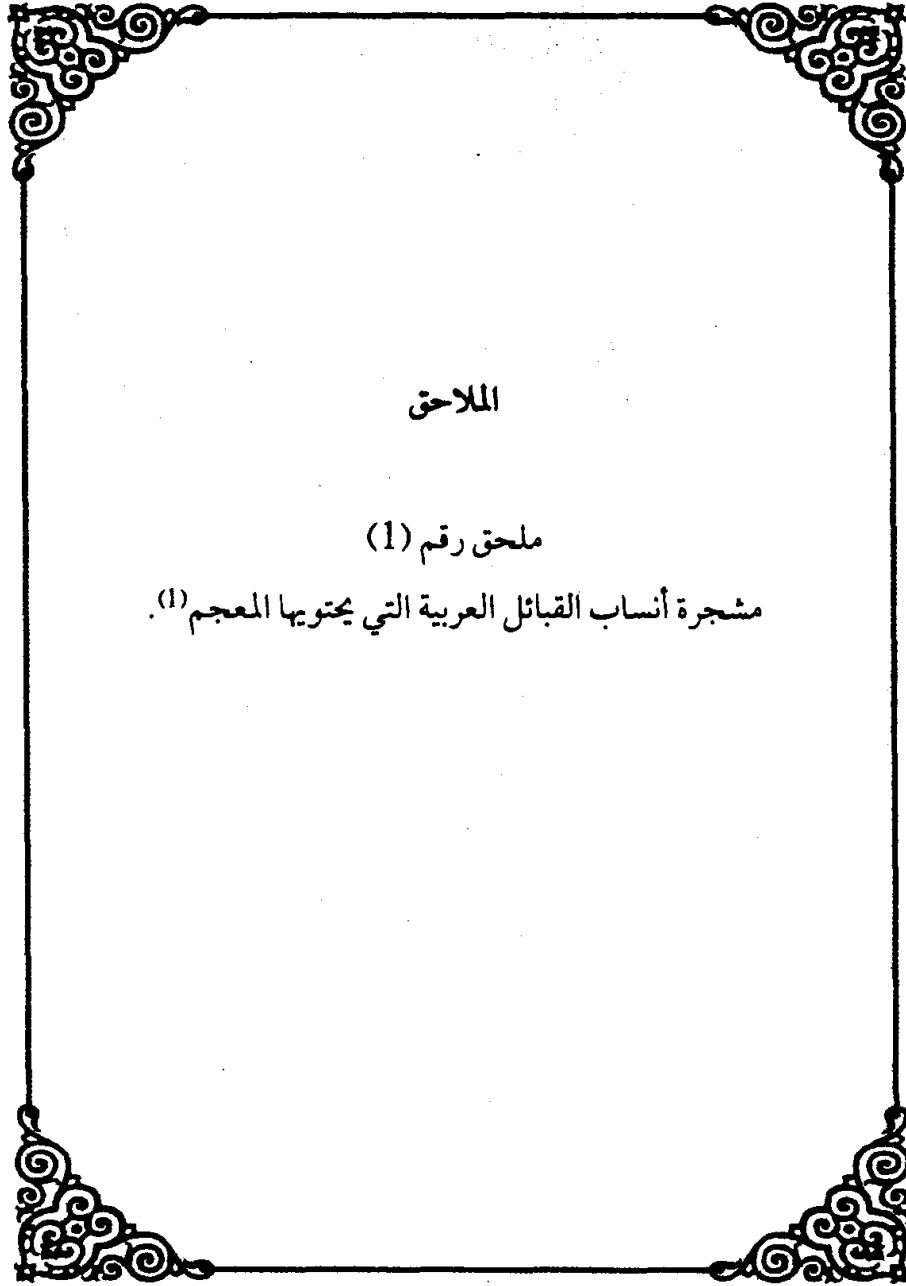 الملاحق
ملحق رقم (1)
مشجرة أنساب القبائل العربية التي يحتويها المعجم(1).